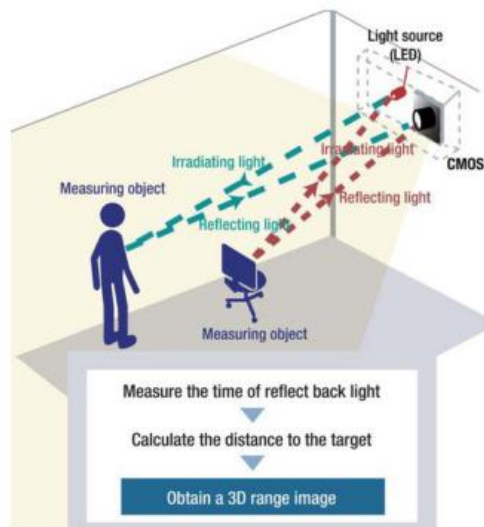 Light source
(LED)
Irradiating light
CMOS
Irradiating light
Measuring object
Reflecting light
Reflecting light
Measuring object
Measure the time of reflect back light
Calculate the distance to the target
Obtain a 3D range image